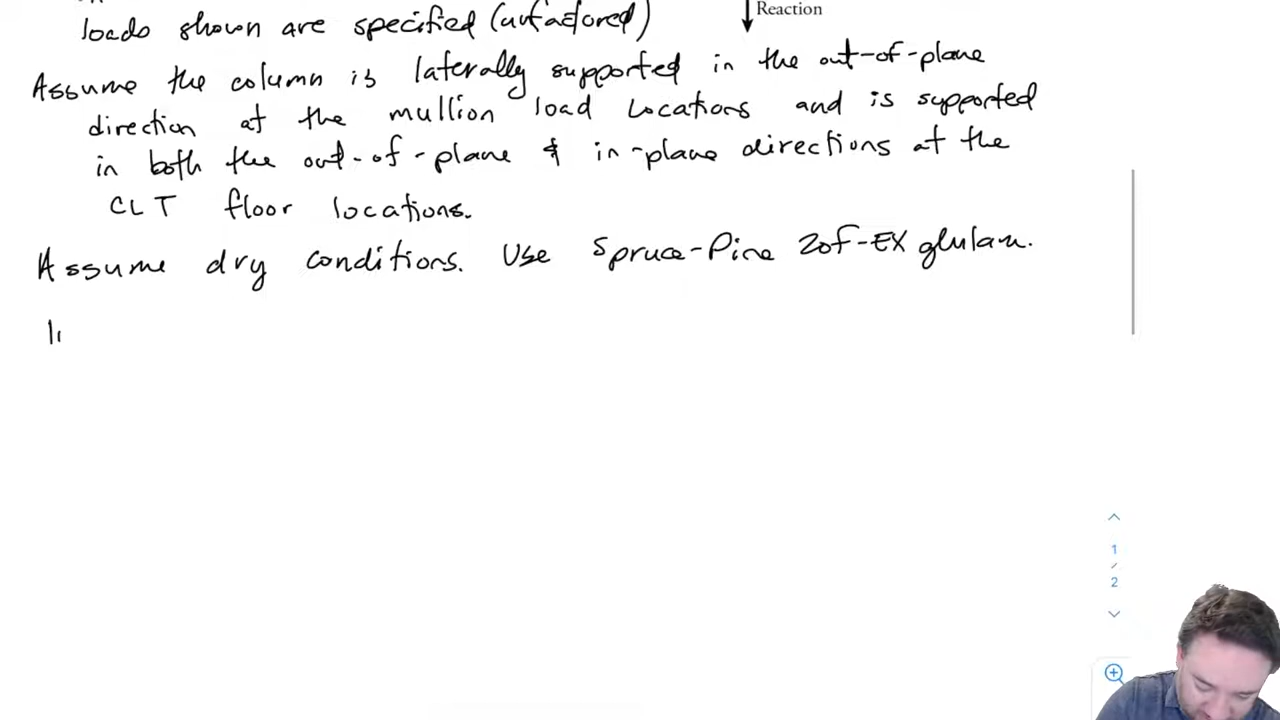 Reaction
loads shown are specified (unfactored)
Assume the column is laterally supported in the out-of-plane
direction at the mullion load locations and is supported
in both the out-of-plane & in-plane directions at the
CLT floor locations.
Assume dry conditions. Use Spruce-Pine 20f-EX glulam.
1
2